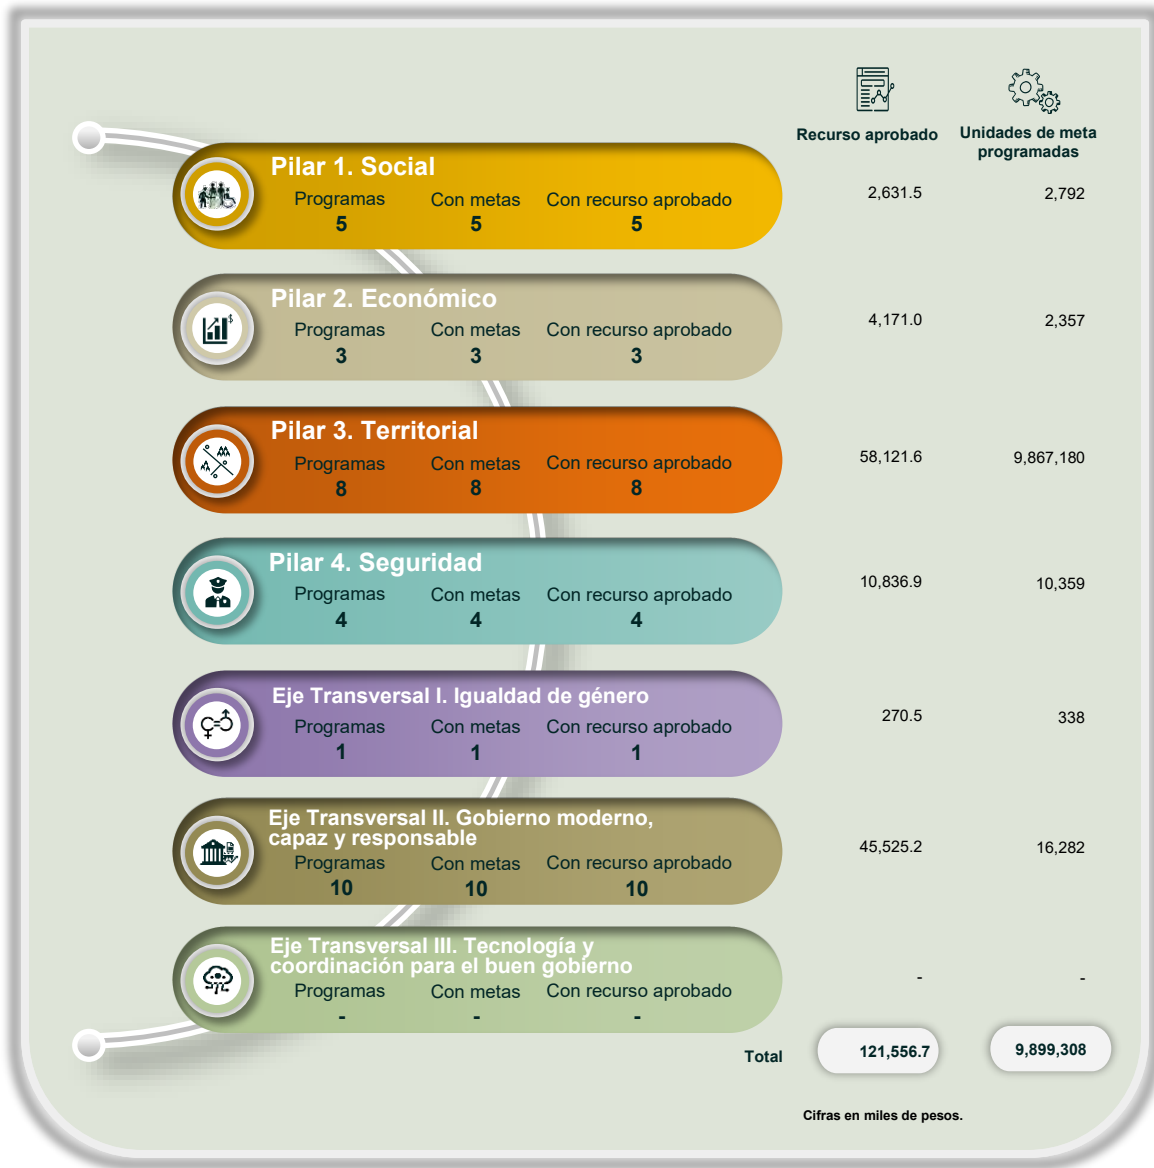 Recurso aprobado
Unidades de meta
programadas
Pilar 1. Social
Programas Con metas Con recurso aprobado
5 5 5
2,631.5 2,792
Pilar 2. Económico
Programas Con metas Con recurso aprobado
3 3 3
4,171.0 2,357
Pilar 3. Territorial
Programas Con metas Con recurso aprobado
8 8 8
58,121.6 9,867,180
Pilar 4. Seguridad
Programas Con metas Con recurso aprobado
4 4 4
10,836.9 10,359
Eje Transversal I. Igualdad de género
Programas Con metas Con recurso aprobado
1 1 1
270.5 338
Eje Transversal II. Gobierno moderno,
capaz y responsable
Programas Con metas Con recurso aprobado
10 10 10
45,525.2 16,282
Eje Transversal III. Tecnología y
coordinación para el buen gobierno
Programas Con metas Con recurso aprobado
- - -
- -
Total 121,556.7 9,899,308
Cifras en miles de pesos.